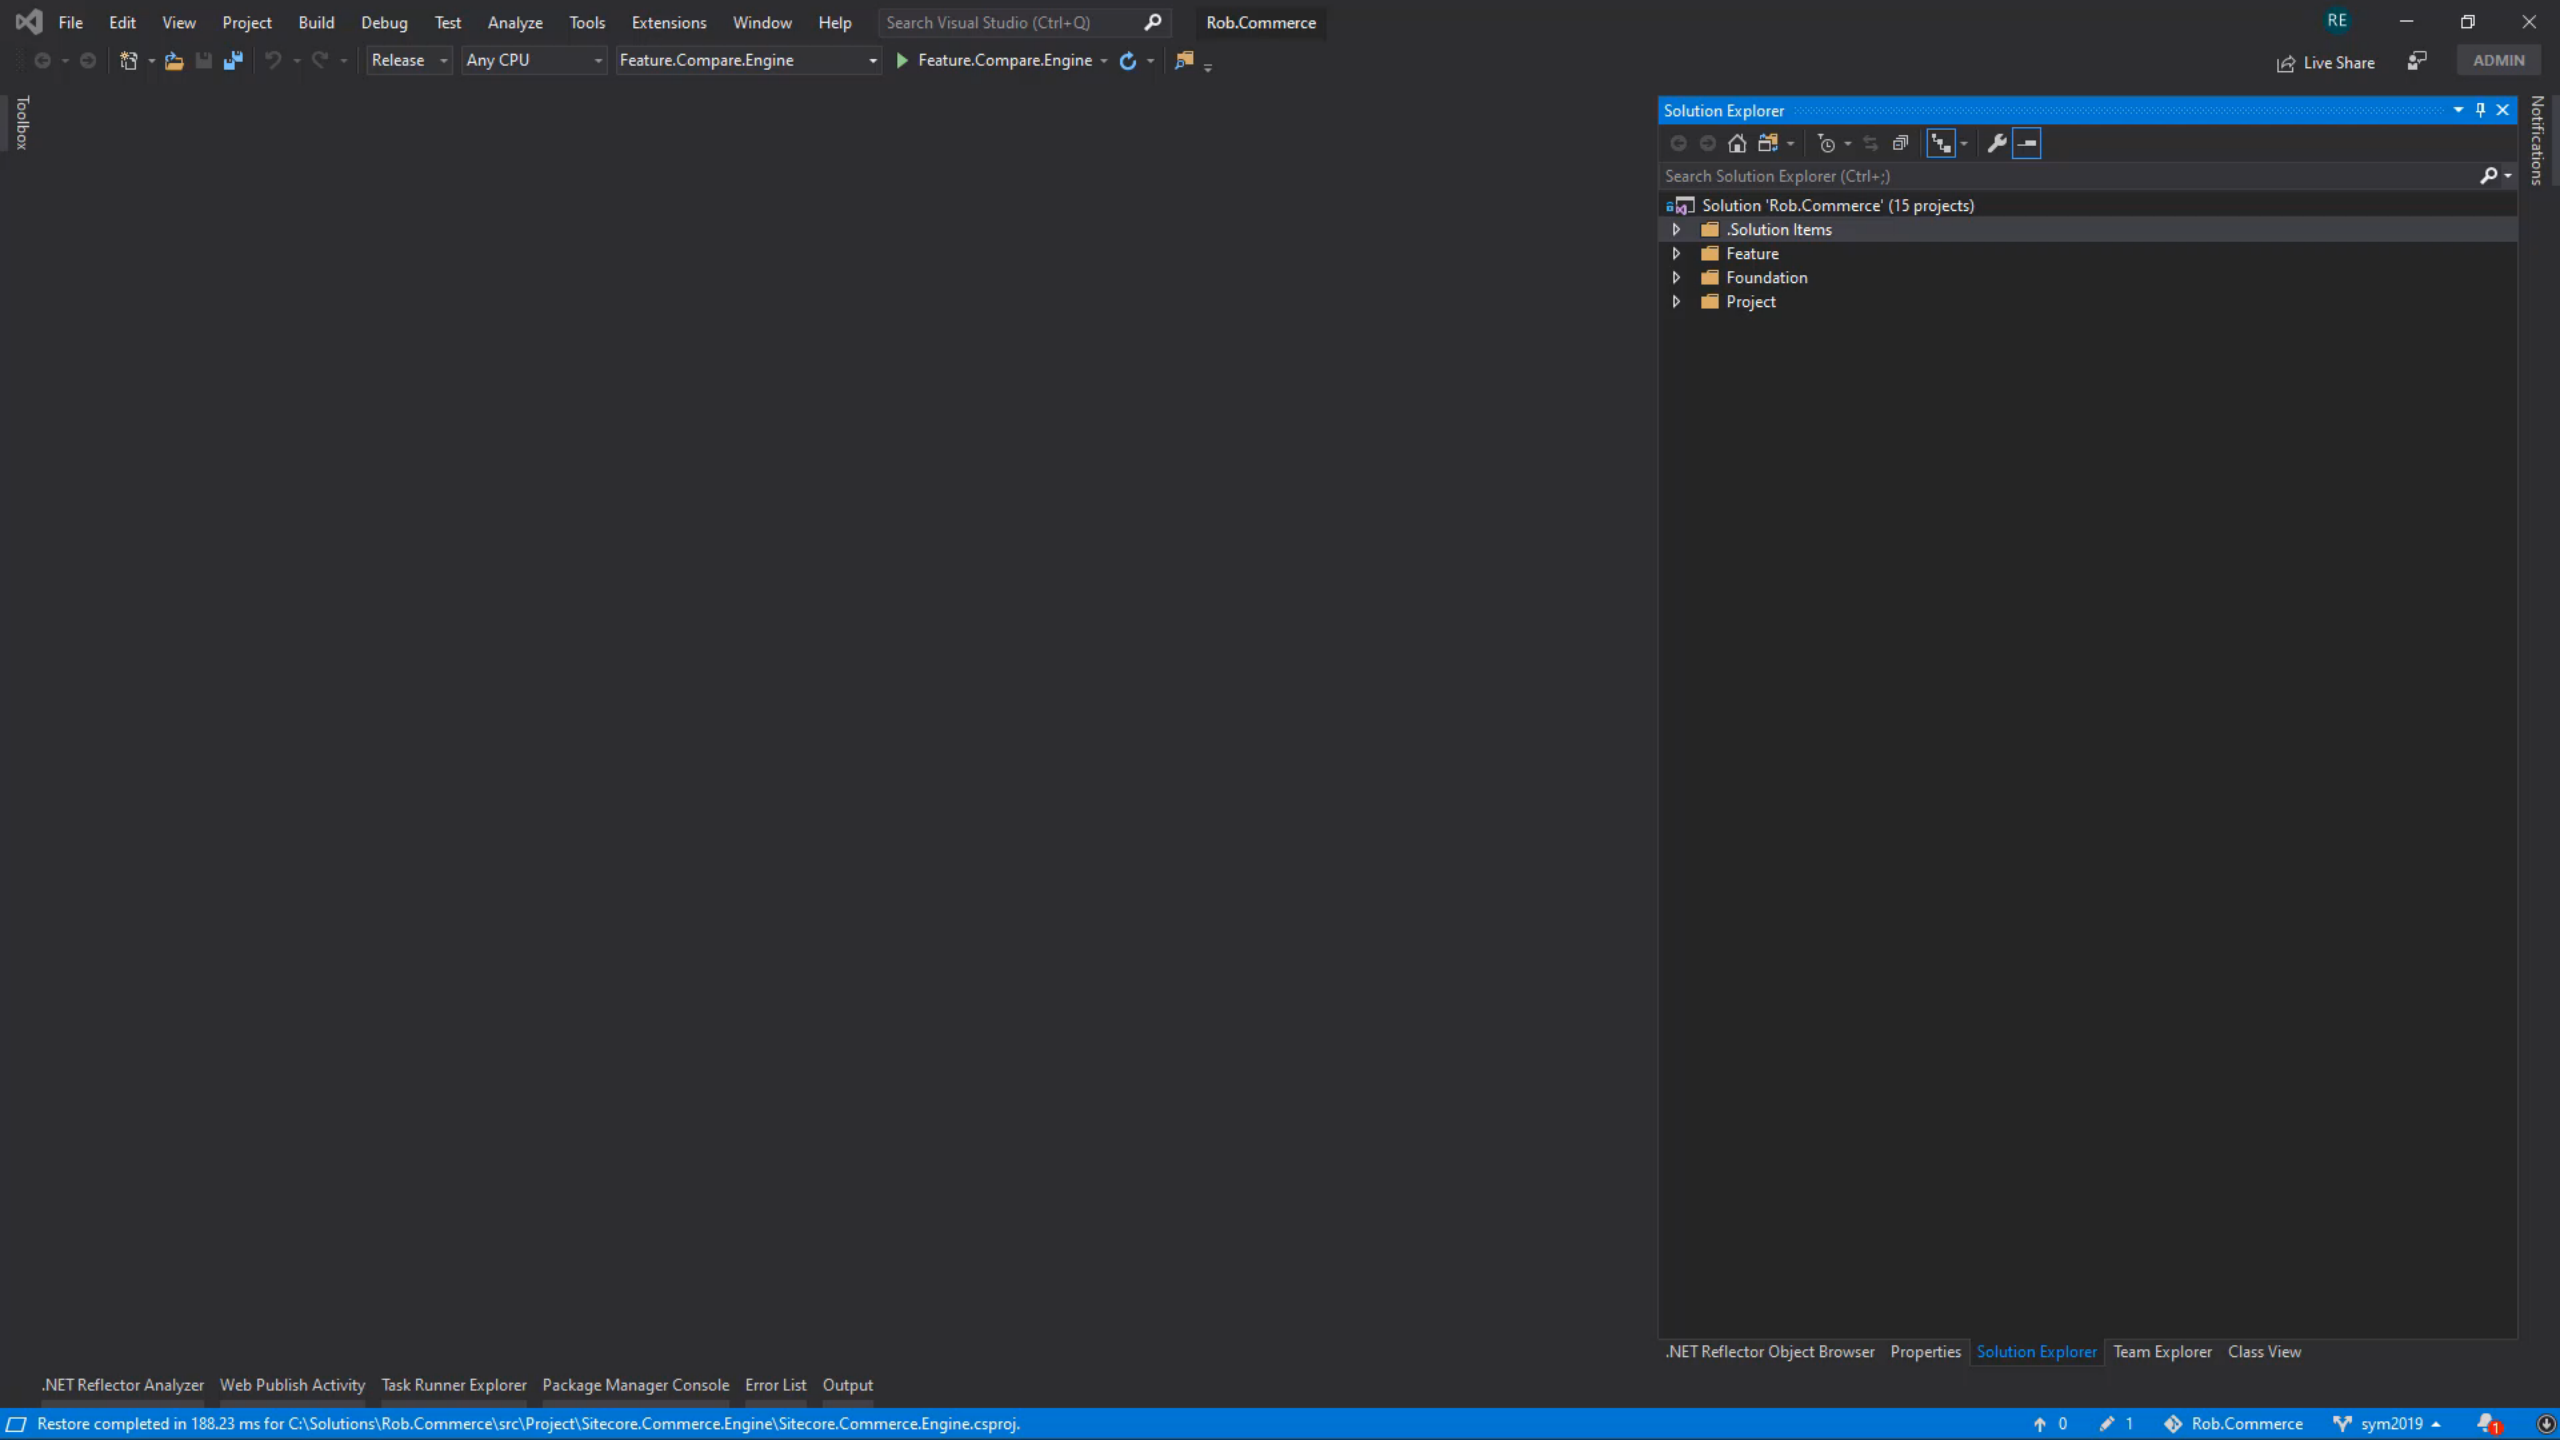 File Edit View Project Build Debug Test Analyze Tools Extensions Window Help Search Visual Studio (Ctrl+Q) Rob.Commerce RE
Release Any CPU Feature.Compare.Engine Feature.Compare.Engine Live Share ADMIN
Toolbox
Solution Explorer
Notifications
Search Solution Explorer (Ctrl+;)
Solution 'Rob.Commerce' (15 projects)
.Solution Items
Feature
Foundation
Project
.NET Reflector Object Browser Properties Solution Explorer Team Explorer Class View
.NET Reflector Analyzer Web Publish Activity Task Runner Explorer Package Manager Console Error List Output
Restore completed in 188.23 ms for C:\Solutions\Rob.Commerce\src\Project\Sitecore.Commerce.Engine\Sitecore.Commerce.Engine.csproj. 0 1 Rob.Commerce sym2019 1